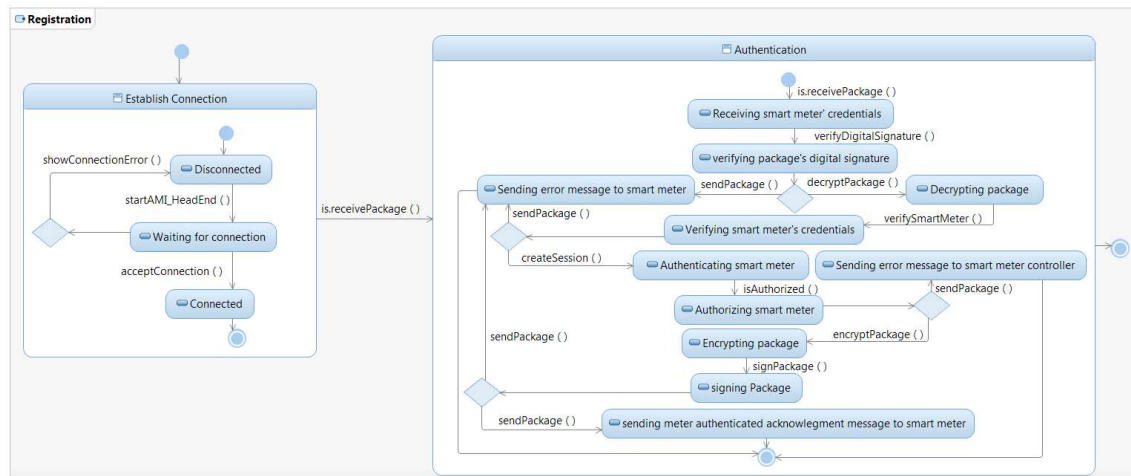 Registration
Authentication
Establish Connection
is.receivePackage ( )
Receiving smart meter' credentials
verifyDigitalSignature ( )
showConnectionError ( )
Disconnected
verifying package's digital signature
sendPackage ( )
decryptPackage ( )
Sending error message to smart meter
Decrypting package
startAMI_HeadEnd ( )
is.receivePackage ( )
sendPackage ( )
verifySmartMeter ( )
Waiting for connection
Verifying smart meter's credentials
createSession ( )
acceptConnection ( )
Authenticating smart meter
Sending error message to smart meter controller
isAuthorized ( )
sendPackage ( )
Connected
Authorizing smart meter
sendPackage ( )
encryptPackage ( )
Encrypting package
signPackage ( )
signing Package
sendPackage ( )
sending meter authenticated acknowlegment message to smart meter